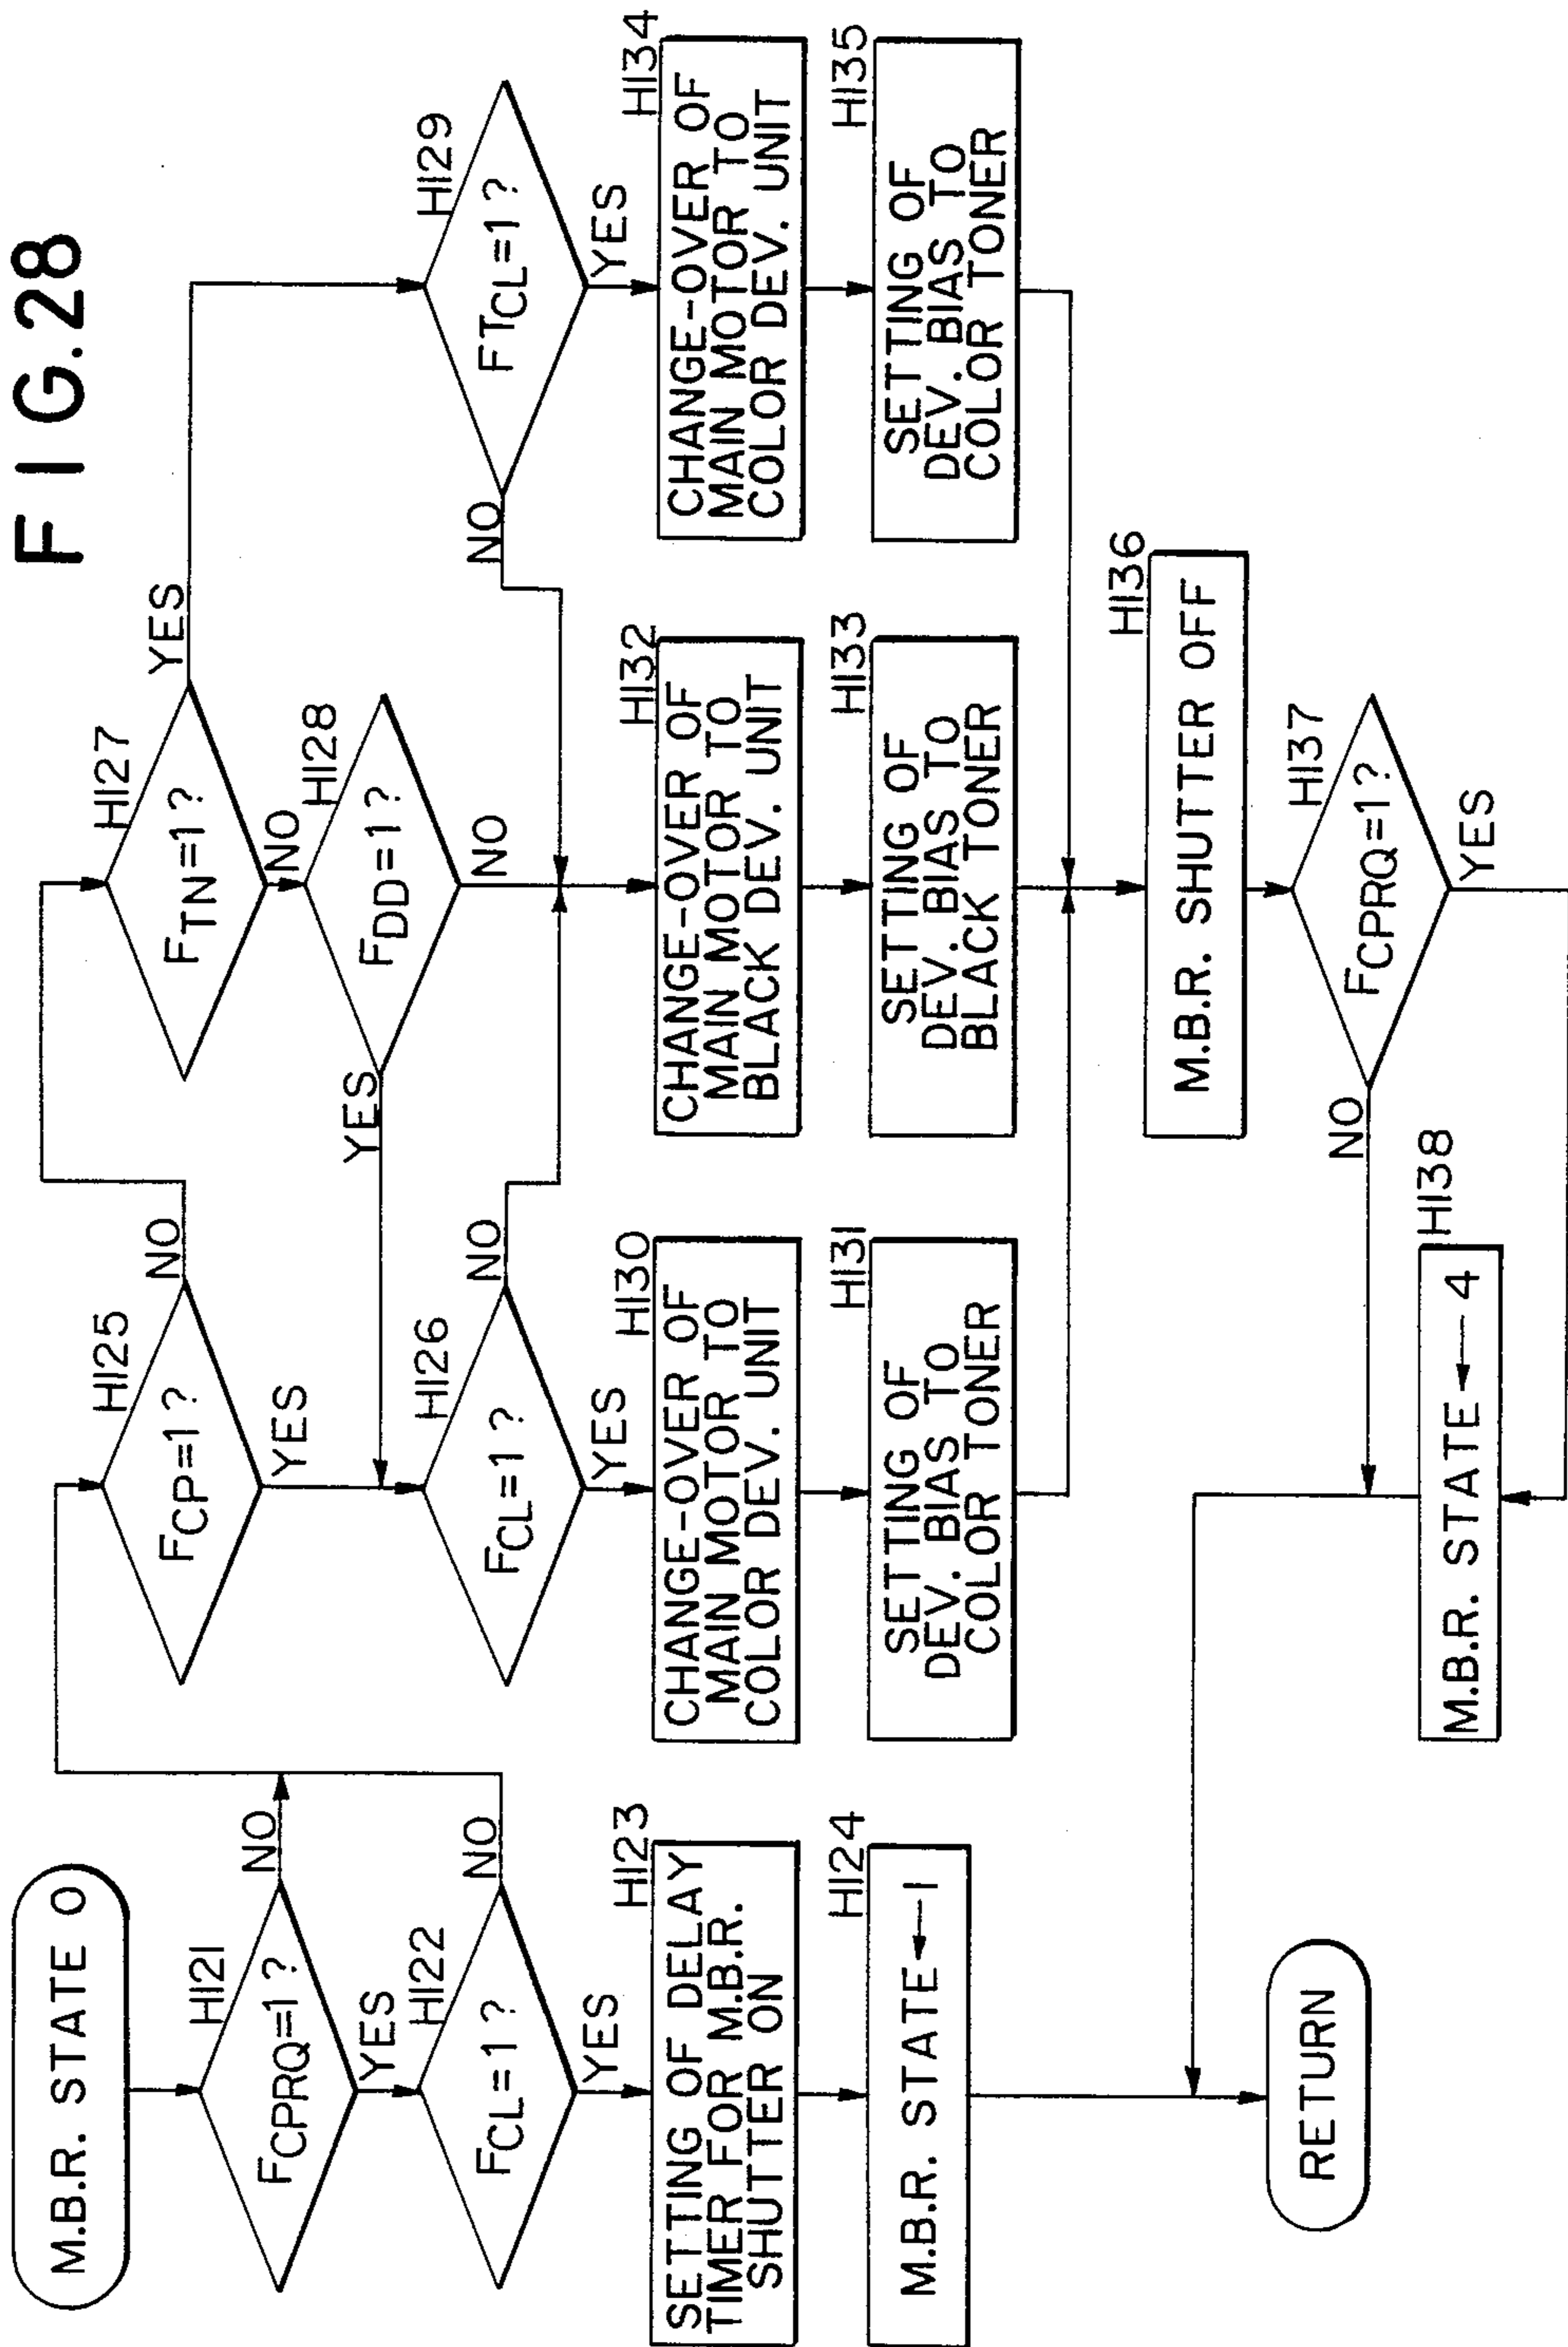 FIG.28
M.B.R. STATE 0
H121
FCPRQ=1?
NO
YES
H122
FCL=1?
NO
YES
H123
SETTING OF DELAY
TIMER FOR M.B.R.
SHUTTER ON
H124
M.B.R. STATE←1
RETURN
H125
FCP=1?
NO
YES
H126
FCL=1?
NO
YES
H130
CHANGE-OVER OF
MAIN MOTOR TO
COLOR DEV. UNIT
H131
SETTING OF
DEV. BIAS TO
COLOR TONER
H127
FTN=1?
YES
NO
H128
FDD=1?
YES
NO
H132
CHANGE-OVER OF
MAIN MOTOR TO
BLACK DEV. UNIT
H133
SETTING OF
DEV. BIAS TO
BLACK TONER
H129
FTCL=1?
NO
YES
H134
CHANGE-OVER OF
MAIN MOTOR TO
COLOR DEV. UNIT
H135
SETTING OF
DEV. BIAS TO
COLOR TONER
H136
M.B.R. SHUTTER OFF
H137
FCPRQ=1?
NO
YES
H138
M.B.R. STATE←4